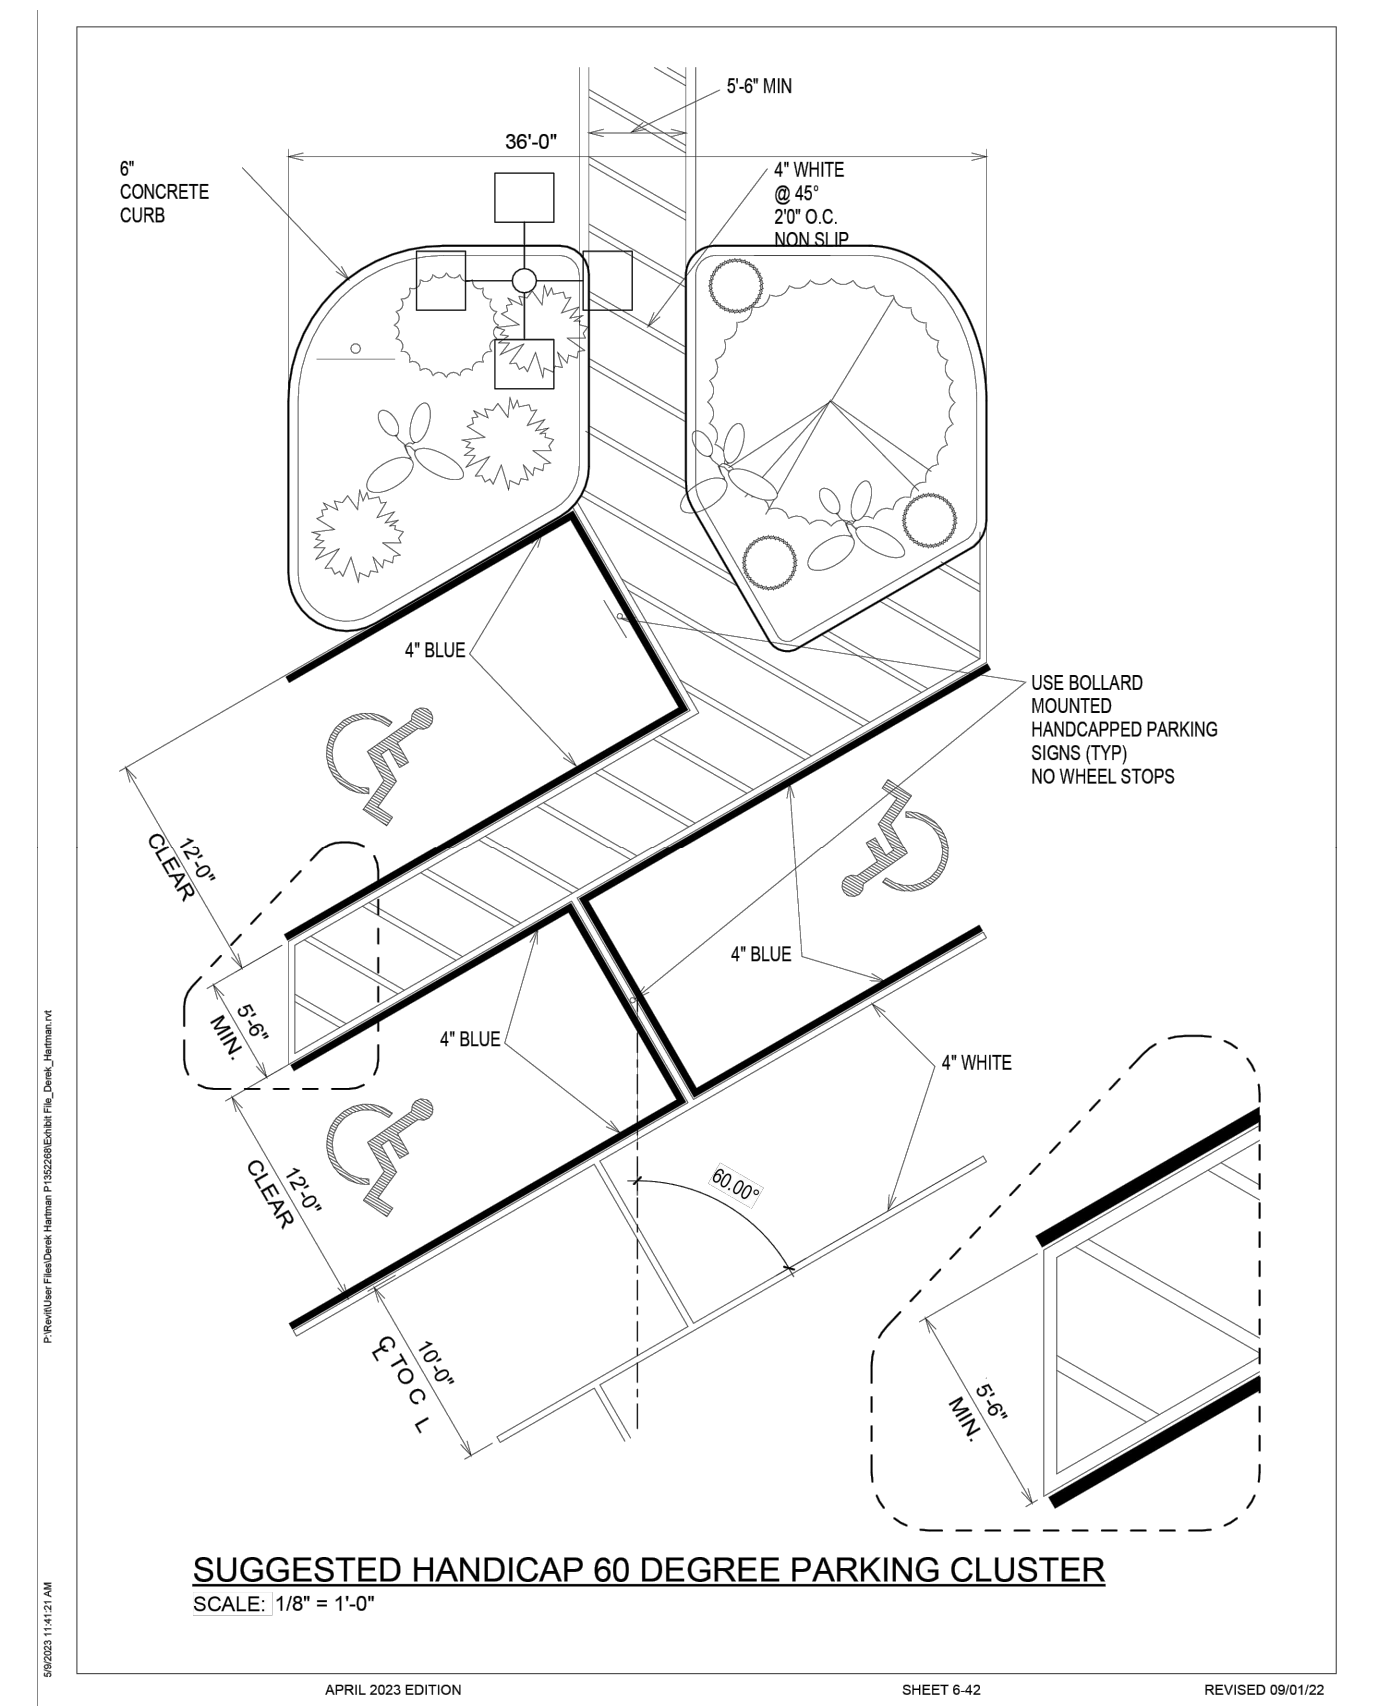 5'-6" MIN
36'-0"
6"
CONCRETE
CURB
4" WHITE
@ 45°
2'0" O.C.
NON SLIP
4" BLUE
USE BOLLARD
MOUNTED
HANDCAPPED PARKING
SIGNS (TYP)
NO WHEEL STOPS
12'-0"
CLEAR
4" BLUE
5'-6"
MIN.
4" BLUE
4" WHITE
12'-0"
CLEAR
60.00°
10'-0"
CL TO C L
5'-6"
MIN.
SUGGESTED HANDICAP 60 DEGREE PARKING CLUSTER
SCALE: 1/8" = 1'-0"
P:\Revit\User Files\Derek Hartman P1352268\Exhibit File_Derek_Hartman.rvt
5/9/2023 11:41:21 AM
APRIL 2023 EDITION
SHEET 6-42
REVISED 09/01/22